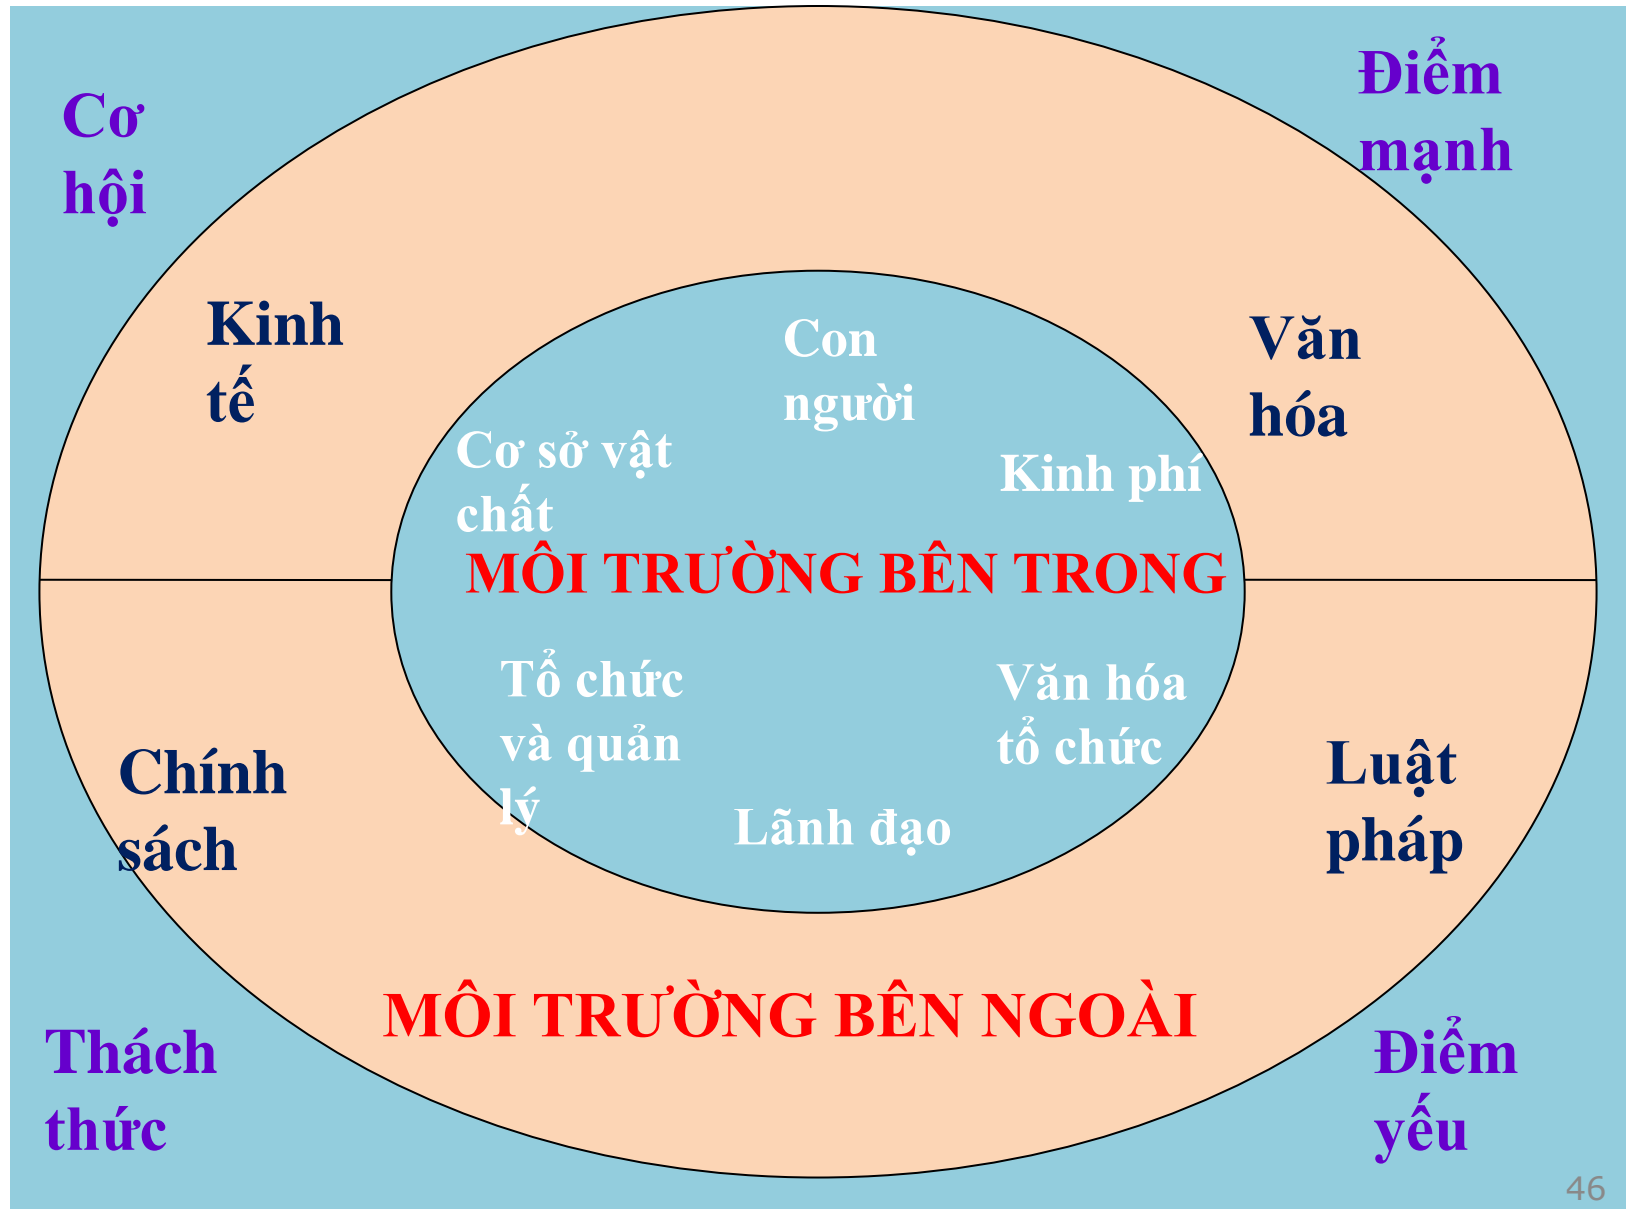 Cơ
hội
Điểm
mạnh
Kinh
tế
Con
người
Văn
hóa
Cơ sở vật
chất
Kinh phí
MÔI TRƯỜNG BÊN TRONG
Tổ chức
và quản
lý
Văn hóa
tổ chức
Chính
sách
Lãnh đạo
Luật
pháp
MÔI TRƯỜNG BÊN NGOÀI
Thách
thức
Điểm
yếu
46